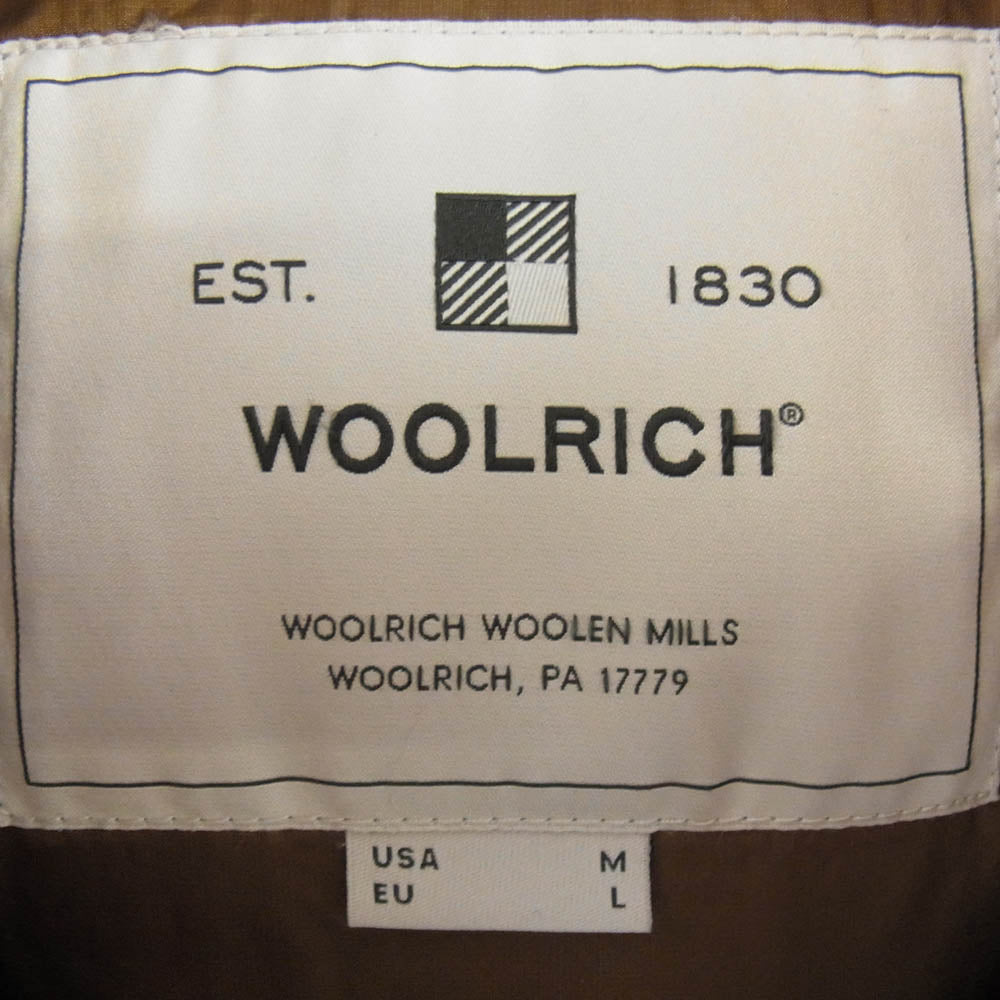 EST. 1830
WOOLRICH®
WOOLRICH WOOLEN MILLS
WOOLRICH, PA 17779
USA M
EU L